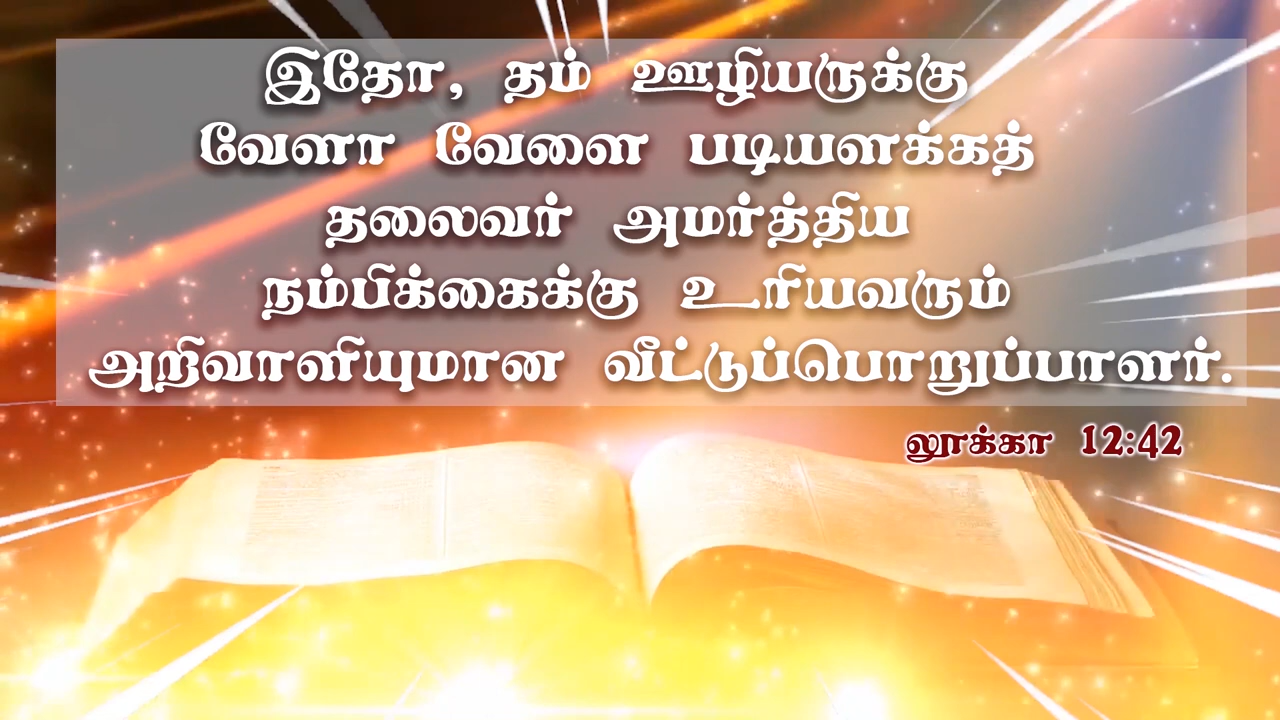 இதோ, தம் ஊழியருக்கு
வேளா வேளை படியளக்கத்
தலைவர் அமர்த்திய
நம்பிக்கைக்கு உரியவரும்
அறிவாளியுமான வீட்டுப்பொறுப்பாளர்.
லூக்கா 12:42